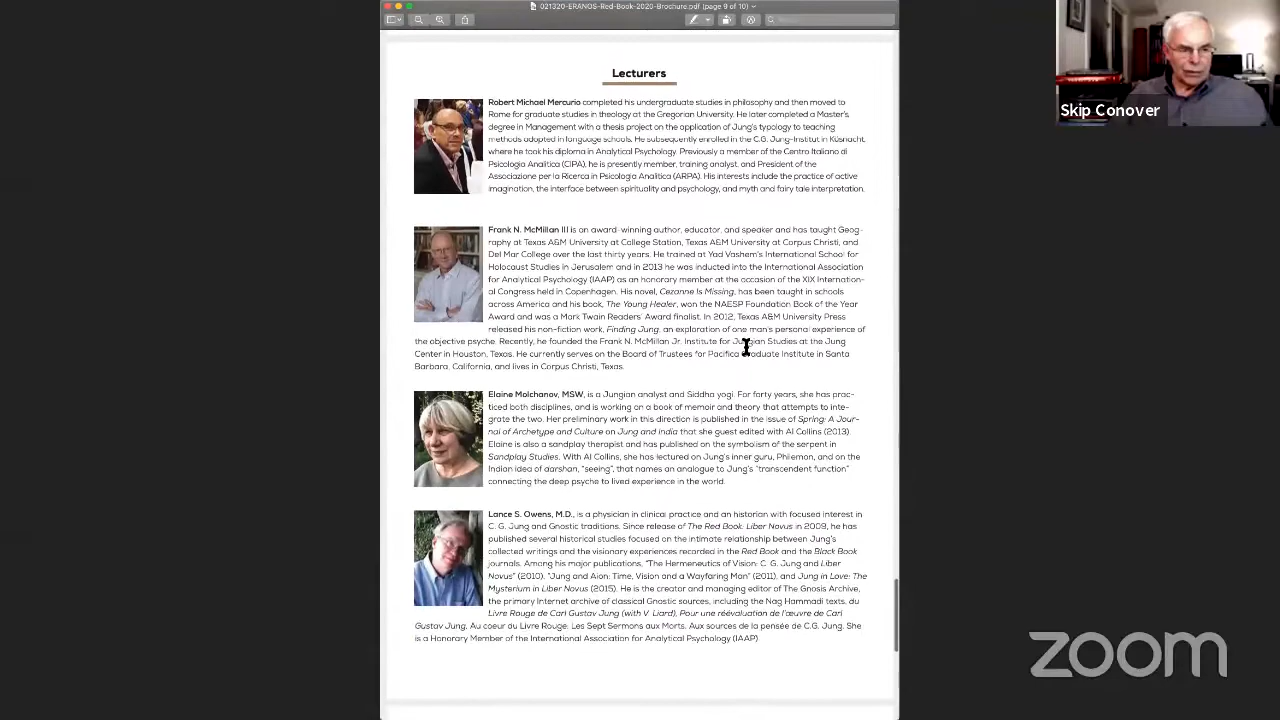 021320-ERANOS-Red-Book-2020-Brochure.pdf (page 9 of 10)
Search
Skip Conover
Lecturers
Robert Michael Mercurio completed his undergraduate studies in philosophy and then moved to
Rome for graduate studies in theology at the Gregorian University. He later completed a Master's
degree in Management with a thesis project on the application of Jung's typology to teaching
methods adopted in language schools. He subsequently enrolled in the C.G. Jung-Institut in Küsnacht,
where he took his diploma in Analytical Psychology. Previously a member of the Centro Italiano di
Psicologia Analitica (CIPA), he is presently member, training analyst, and President of the
Associazione per la Ricerca in Psicologia Analitica (ARPA). His interests include the practice of active
imagination, the interface between spirituality and psychology, and myth and fairy tale interpretation.
Frank N. McMillan III is an award-winning author, educator, and speaker and has taught Geog-
raphy at Texas A&M University at College Station, Texas A&M University at Corpus Christi, and
Del Mar College over the last thirty years. He trained at Yad Vashem's International School for
Holocaust Studies in Jerusalem and in 2013 he was inducted into the International Association
for Analytical Psychology (IAAP) as an honorary member at the occasion of the XIX Internation-
al Congress held in Copenhagen. His novel, Cezanne Is Missing, has been taught in schools
across America and his book, The Young Healer, won the NAESP Foundation Book of the Year
Award and was a Mark Twain Readers' Award finalist. In 2012, Texas A&M University Press
released his non-fiction work, Finding Jung, an exploration of one man's personal experience of
the objective psyche. Recently, he founded the Frank N. McMillan Jr. Institute for Jungian Studies at the Jung
Center in Houston, Texas. He currently serves on the Board of Trustees for Pacifica Graduate Institute in Santa
Barbara, California, and lives in Corpus Christi, Texas.
Elaine Molchanov, MSW, is a Jungian analyst and Siddha yogi. For forty years, she has prac-
ticed both disciplines, and is working on a book of memoir and theory that attempts to inte-
grate the two. Her preliminary work in this direction is published in the issue of Spring: A Jour-
nal of Archetype and Culture on Jung and India that she guest edited with Al Collins (2013).
Elaine is also a sandplay therapist and has published on the symbolism of the serpent in
Sandplay Studies. With Al Collins, she has lectured on Jung's inner guru, Philemon, and on the
Indian idea of darshan, "seeing", that names an analogue to Jung's "transcendent function"
connecting the deep psyche to lived experience in the world.
Lance S. Owens, M.D., is a physician in clinical practice and an historian with focused interest in
C. G. Jung and Gnostic traditions. Since release of The Red Book: Liber Novus in 2009, he has
published several historical studies focused on the intimate relationship between Jung's
collected writings and the visionary experiences recorded in the Red Book and the Black Book
journals. Among his major publications, "The Hermeneutics of Vision: C. G. Jung and Liber
Novus" (2010), "Jung and Aion: Time, Vision and a Wayfaring Man" (2011), and Jung in Love: The
Mysterium in Liber Novus (2015). He is the creator and managing editor of The Gnosis Archive,
the primary Internet archive of classical Gnostic sources, including the Nag Hammadi texts, du
Livre Rouge de Carl Gustav Jung (with V. Liard), Pour une réévaluation de l'œuvre de Carl
Gustav Jung, Au coeur du Livre Rouge. Les Sept Sermons aux Morts. Aux sources de la pensée de C.G. Jung. She
is a Honorary Member of the International Association for Analytical Psychology (IAAP)
zoom